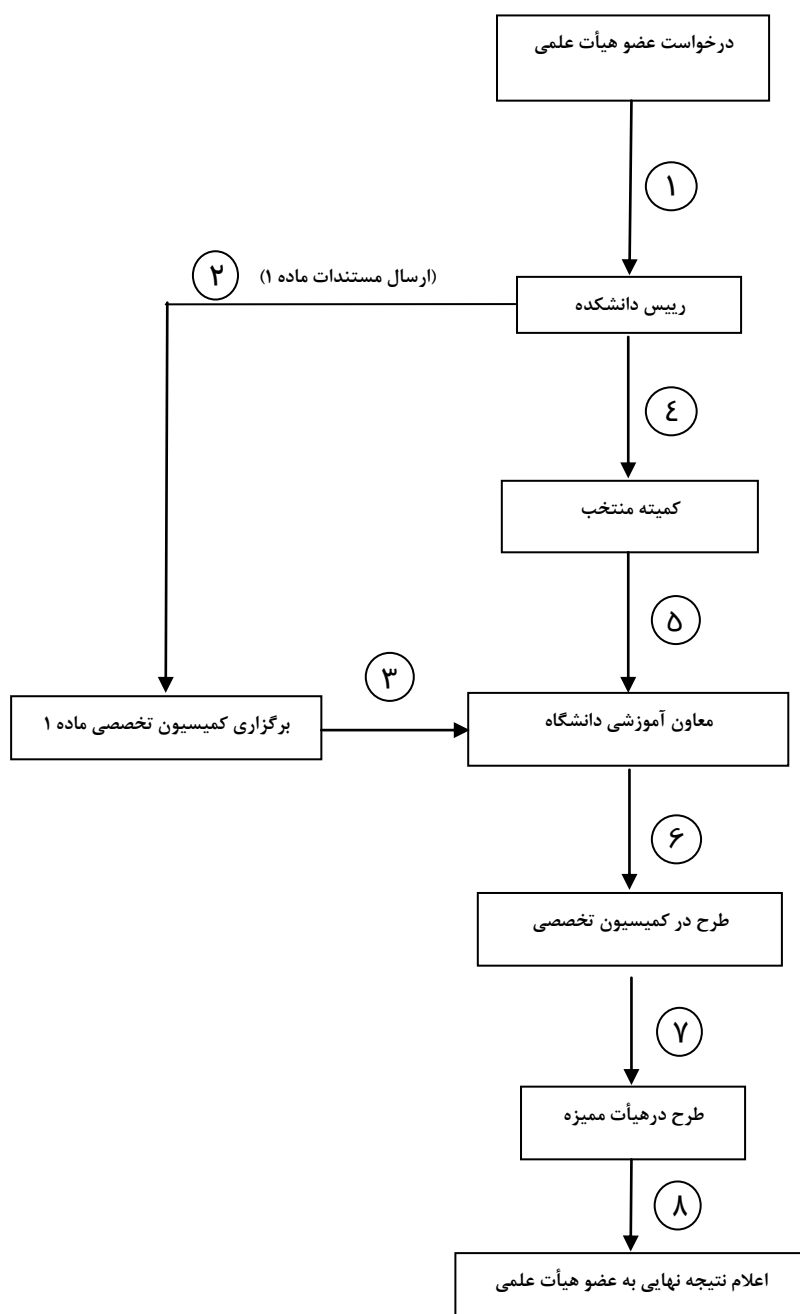 درخواست عضو هیأت علمی
۱
۲
(ارسال مستندات ماده ۱)
رییس دانشکده
٤
کمیته منتخب
۵
۳
برگزاری کمیسیون تخصصی ماده ۱
معاون آموزشی دانشگاه
۶
طرح در کمیسیون تخصصی
۷
طرح درهیأت ممیزه
۸
اعلام نتیجه نهایی به عضو هیأت علمی